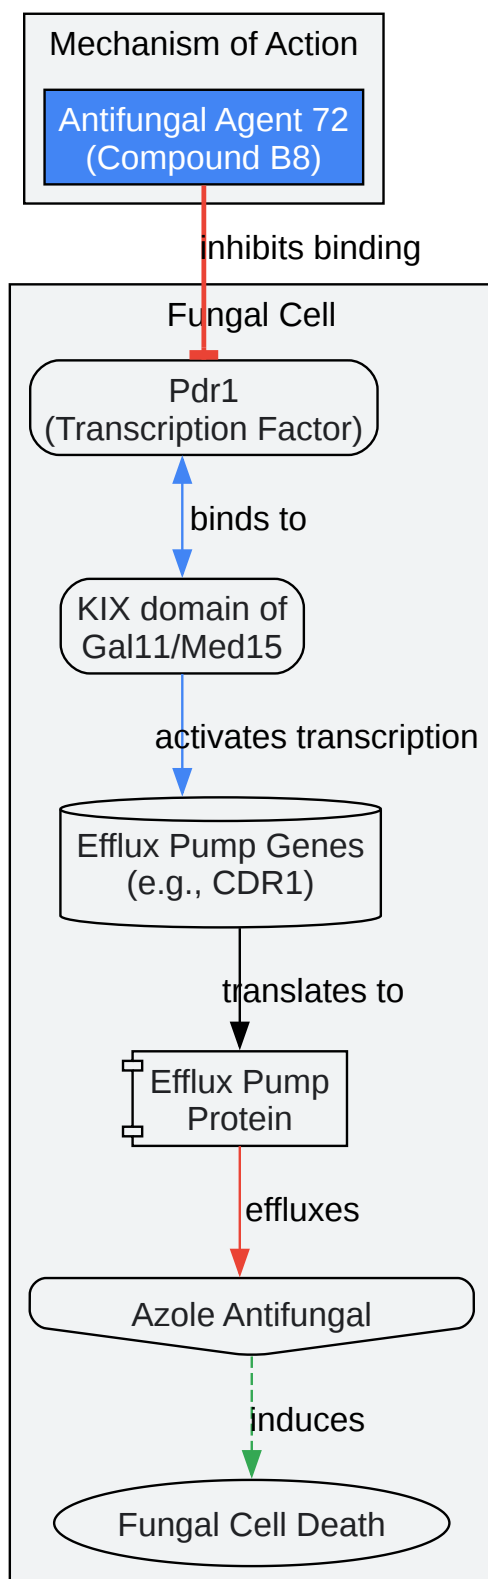 Mechanism of Action
Antifungal Agent 72
(Compound B8)
inhibits binding
Fungal Cell
Pdr1
(Transcription Factor)
binds to
KIX domain of
Gal11/Med15
activates transcription
Efflux Pump Genes
(e.g., CDR1)
translates to
Efflux Pump
Protein
effluxes
Azole Antifungal
induces
Fungal Cell Death